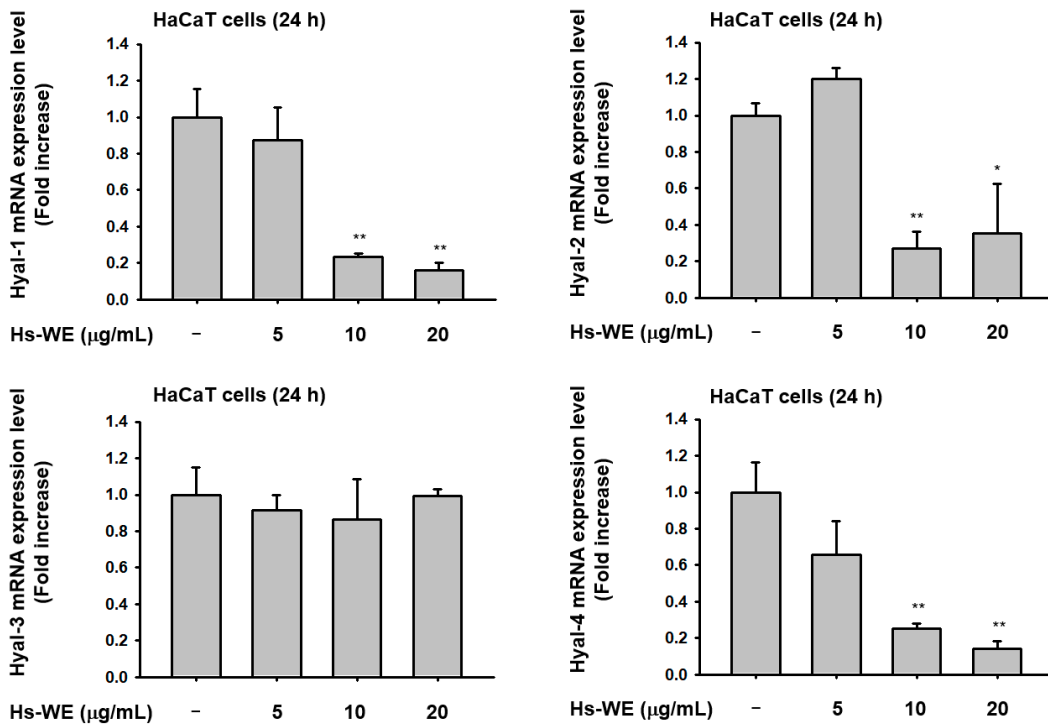 HaCaT cells (24 h)
Hyal-1 mRNA expression level
(Fold increase)
1.4
1.2
1.0
0.8
0.6
0.4
0.2
0.0
**
**
Hs-WE (μg/mL) – 5 10 20
HaCaT cells (24 h)
Hyal-2 mRNA expression level
(Fold increase)
1.4
1.2
1.0
0.8
0.6
0.4
0.2
0.0
**
*
Hs-WE (μg/mL) – 5 10 20
HaCaT cells (24 h)
Hyal-3 mRNA expression level
(Fold increase)
1.4
1.2
1.0
0.8
0.6
0.4
0.2
0.0
Hs-WE (μg/mL) – 5 10 20
HaCaT cells (24 h)
Hyal-4 mRNA expression level
(Fold increase)
1.4
1.2
1.0
0.8
0.6
0.4
0.2
0.0
**
**
Hs-WE (μg/mL) – 5 10 20